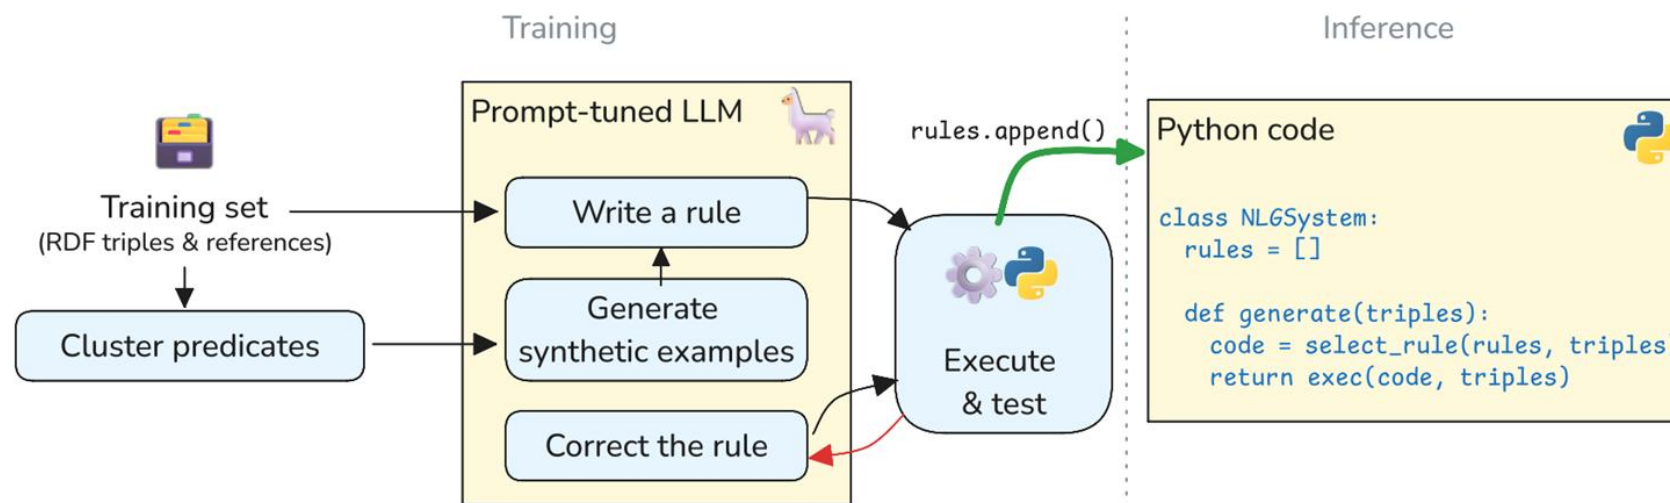 Training
Inference
Prompt-tuned LLM
Training set
(RDF triples & references)
Cluster predicates
Write a rule
Generate
synthetic examples
Correct the rule
rules.append()
Execute
& test
Python code
class NLGSystem:
rules = []
def generate(triples):
code = select_rule(rules, triples
return exec(code, triples)